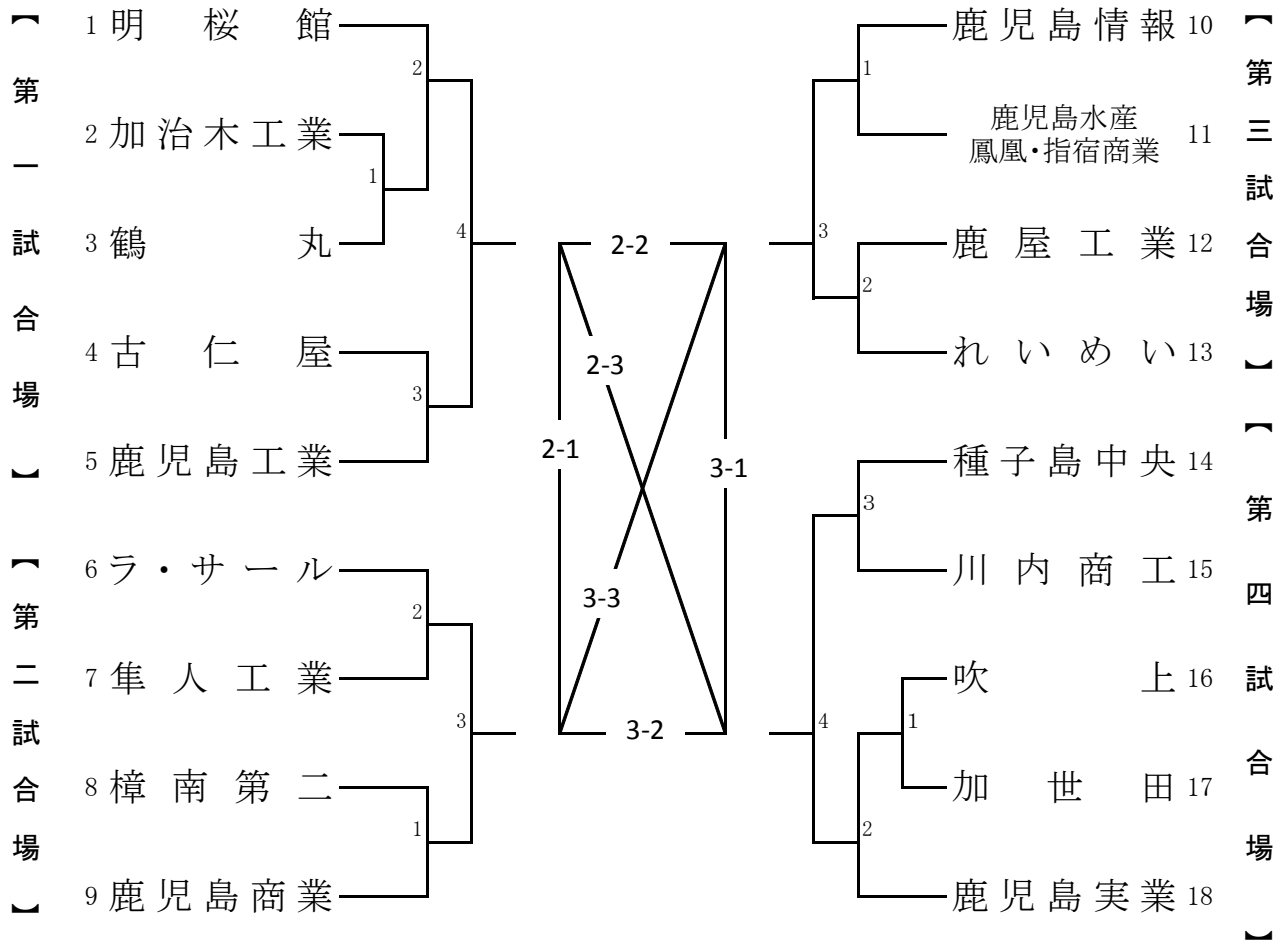 【第一試合場】
1 明桜館
2 加治木工業
3 鶴丸
4 古仁屋
5 鹿児島工業
2
1
4
3
【第二試合場】
6 ラ・サール
7 隼人工業
8 樟南第二
9 鹿児島商業
2
3
1
2-2
2-3
2-1
3-1
3-3
3-2
【第三試合場】
鹿児島情報 10
鹿児島水産
鳳凰・指宿商業 11
鹿屋工業 12
れいめい 13
1
3
2
【第四試合場】
種子島中央 14
川内商工 15
吹上 16
加世田 17
鹿児島実業 18
3
4
1
2